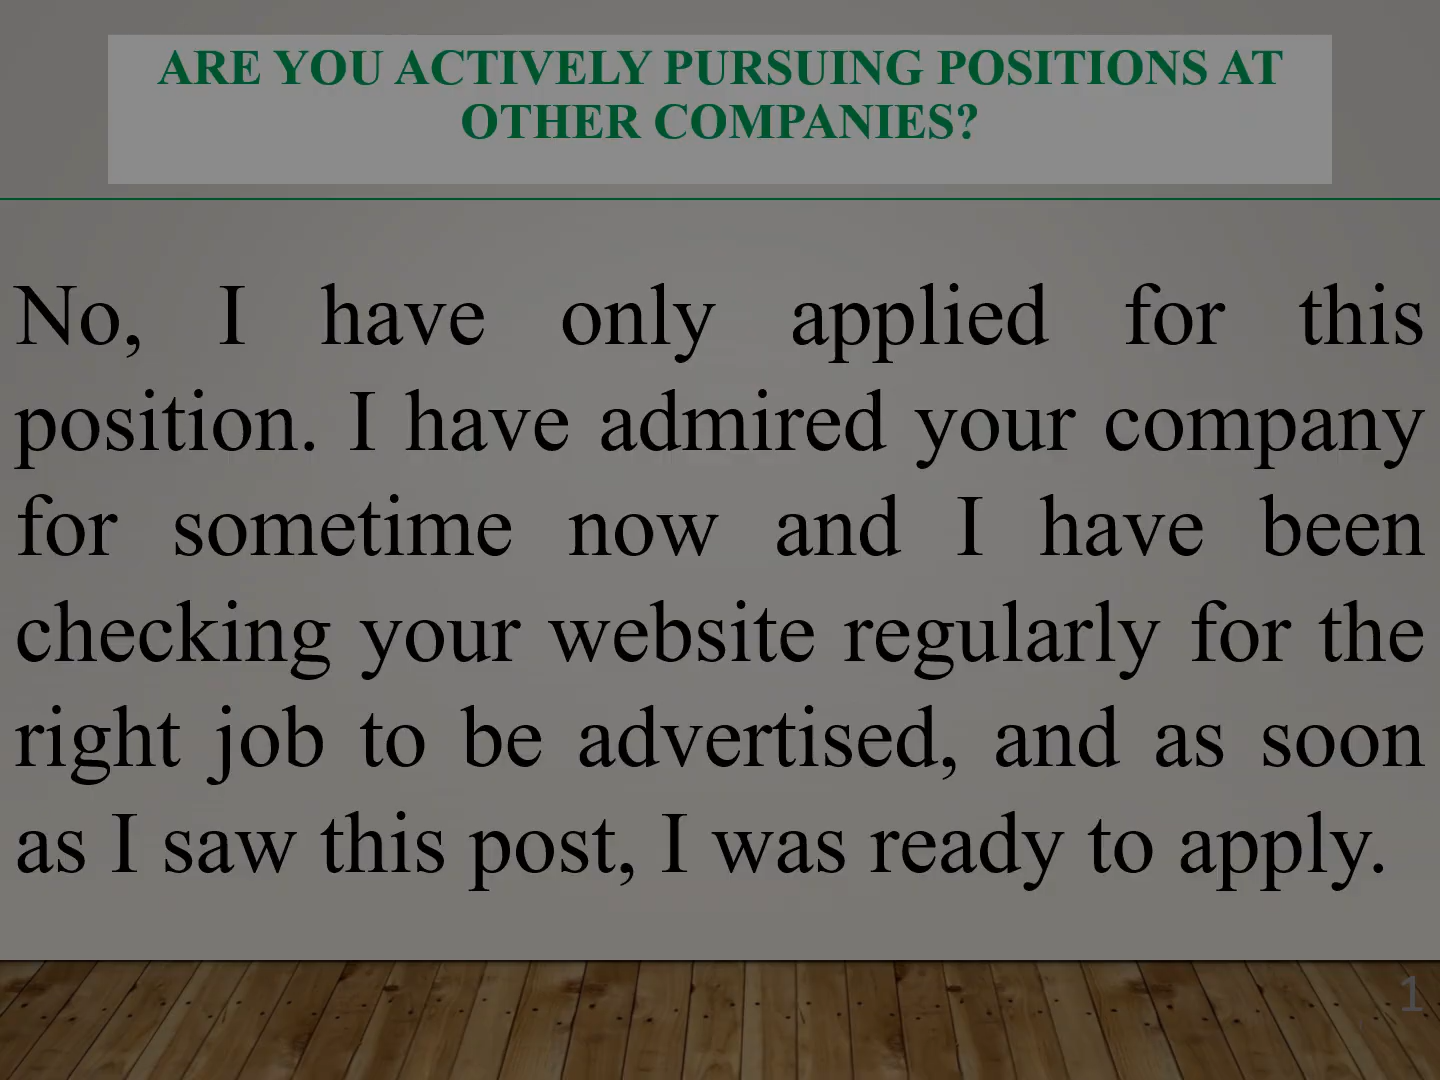 ARE YOU ACTIVELY PURSUING POSITIONS AT
OTHER COMPANIES?
No, I have only applied for this
position. I have admired your company
for sometime now and I have been
checking your website regularly for the
right job to be advertised, and as soon
as I saw this post, I was ready to apply.
1